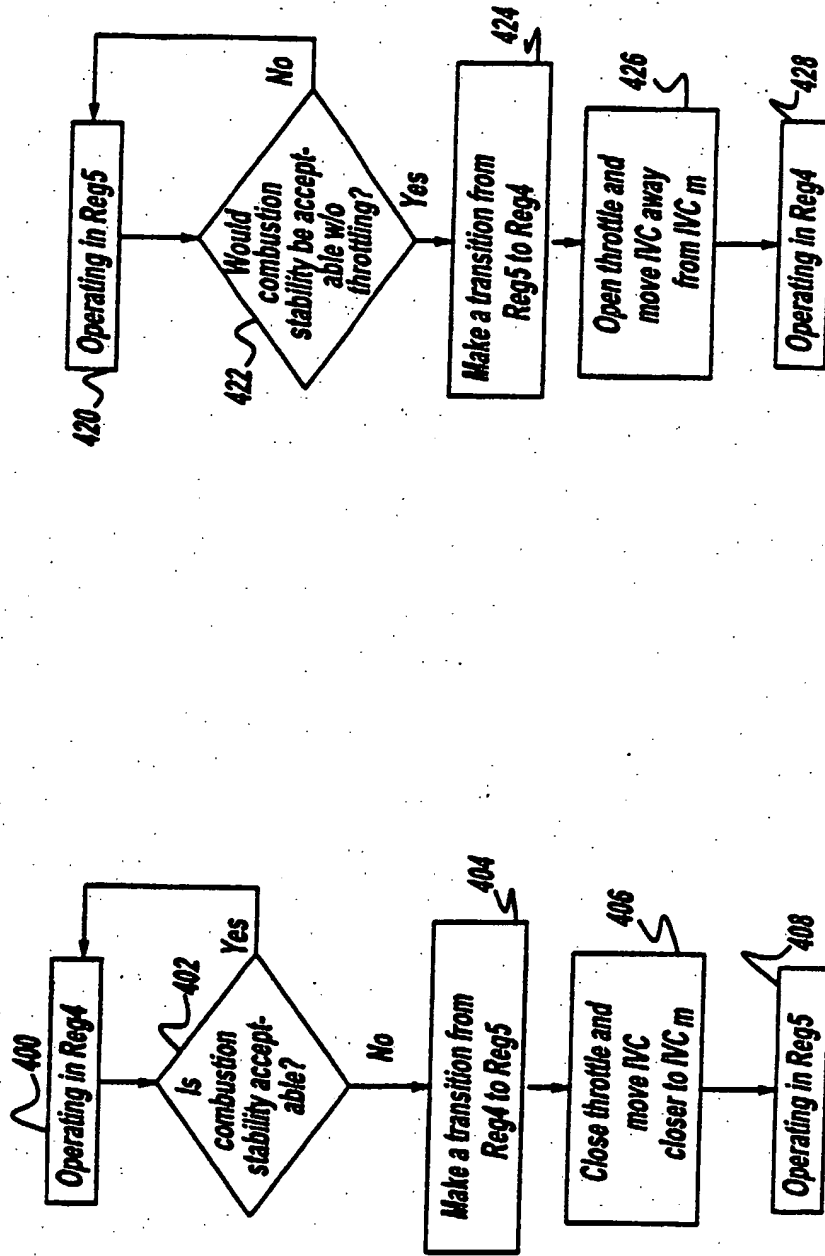 400
Operating in Reg4
402
Is
combustion
stability accept-
able?
Yes
No
404
Make a transition from
Reg4 to Reg5
406
Close throttle and
move IVC
closer to IVC m
408
Operating in Reg5
420
Operating in Reg5
422
Would
combustion
stability be accept-
able w/o
throttling?
No
Yes
424
Make a transition from
Reg5 to Reg4
426
Open throttle and
move IVC away
from IVC m
428
Operating in Reg4